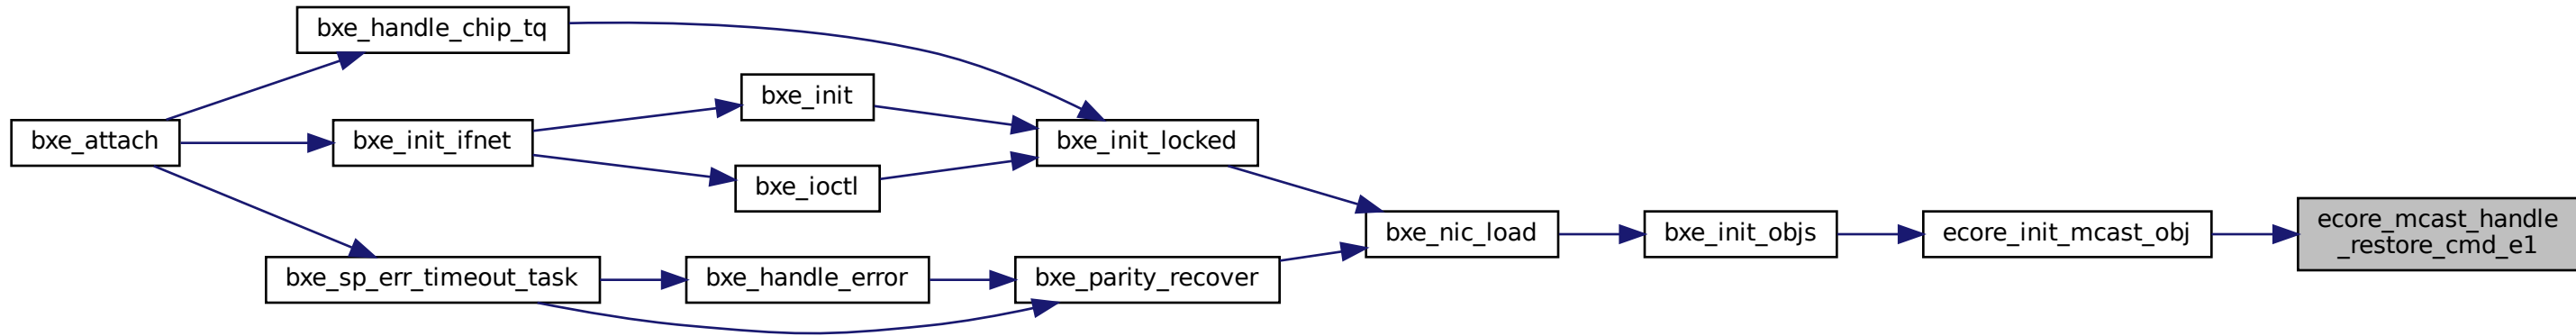 bxe_handle_chip_tq
bxe_init
bxe_attach
bxe_init_ifnet
bxe_init_locked
bxe_ioctl
bxe_nic_load
bxe_init_objs
ecore_init_mcast_obj
ecore_mcast_handle
_restore_cmd_e1
bxe_sp_err_timeout_task
bxe_handle_error
bxe_parity_recover